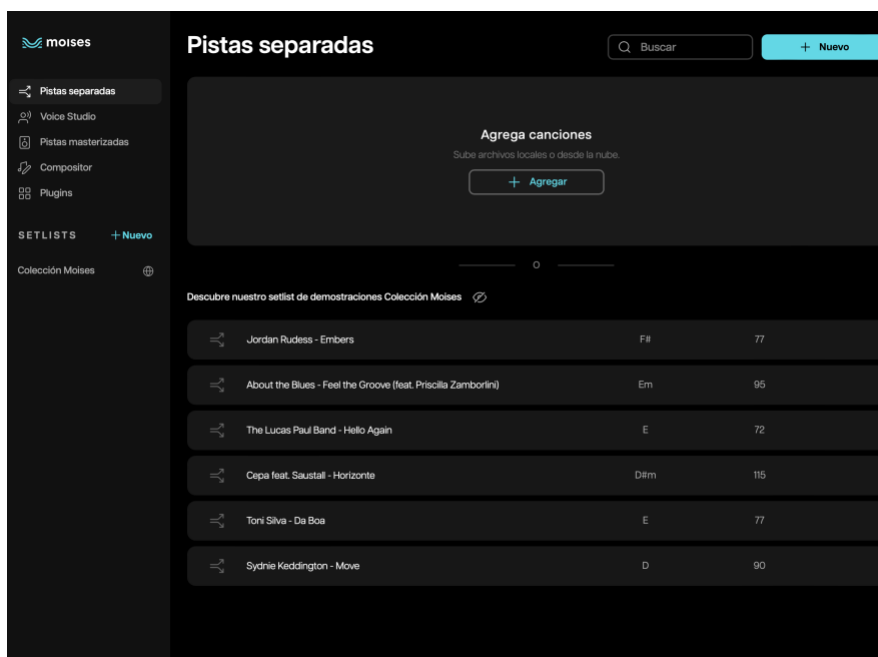 moises
Pistas separadas
Voice Studio
Pistas masterizadas
Compositor
Plugins
SETLISTS
+ Nuevo
Colección Moises
Pistas separadas
Buscar
+ Nuevo
Agrega canciones
Sube archivos locales o desde la nube.
+ Agregar
O
Descubre nuestro setlist de demostraciones Colección Moises
Jordan Rudess - Embers F# 77
About the Blues - Feel the Groove (feat. Priscilla Zamborlini) Em 95
The Lucas Paul Band - Hello Again E 72
Cepa feat. Saustall - Horizonte D#m 115
Toni Silva - Da Boa E 77
Sydnie Keddington - Move D 90